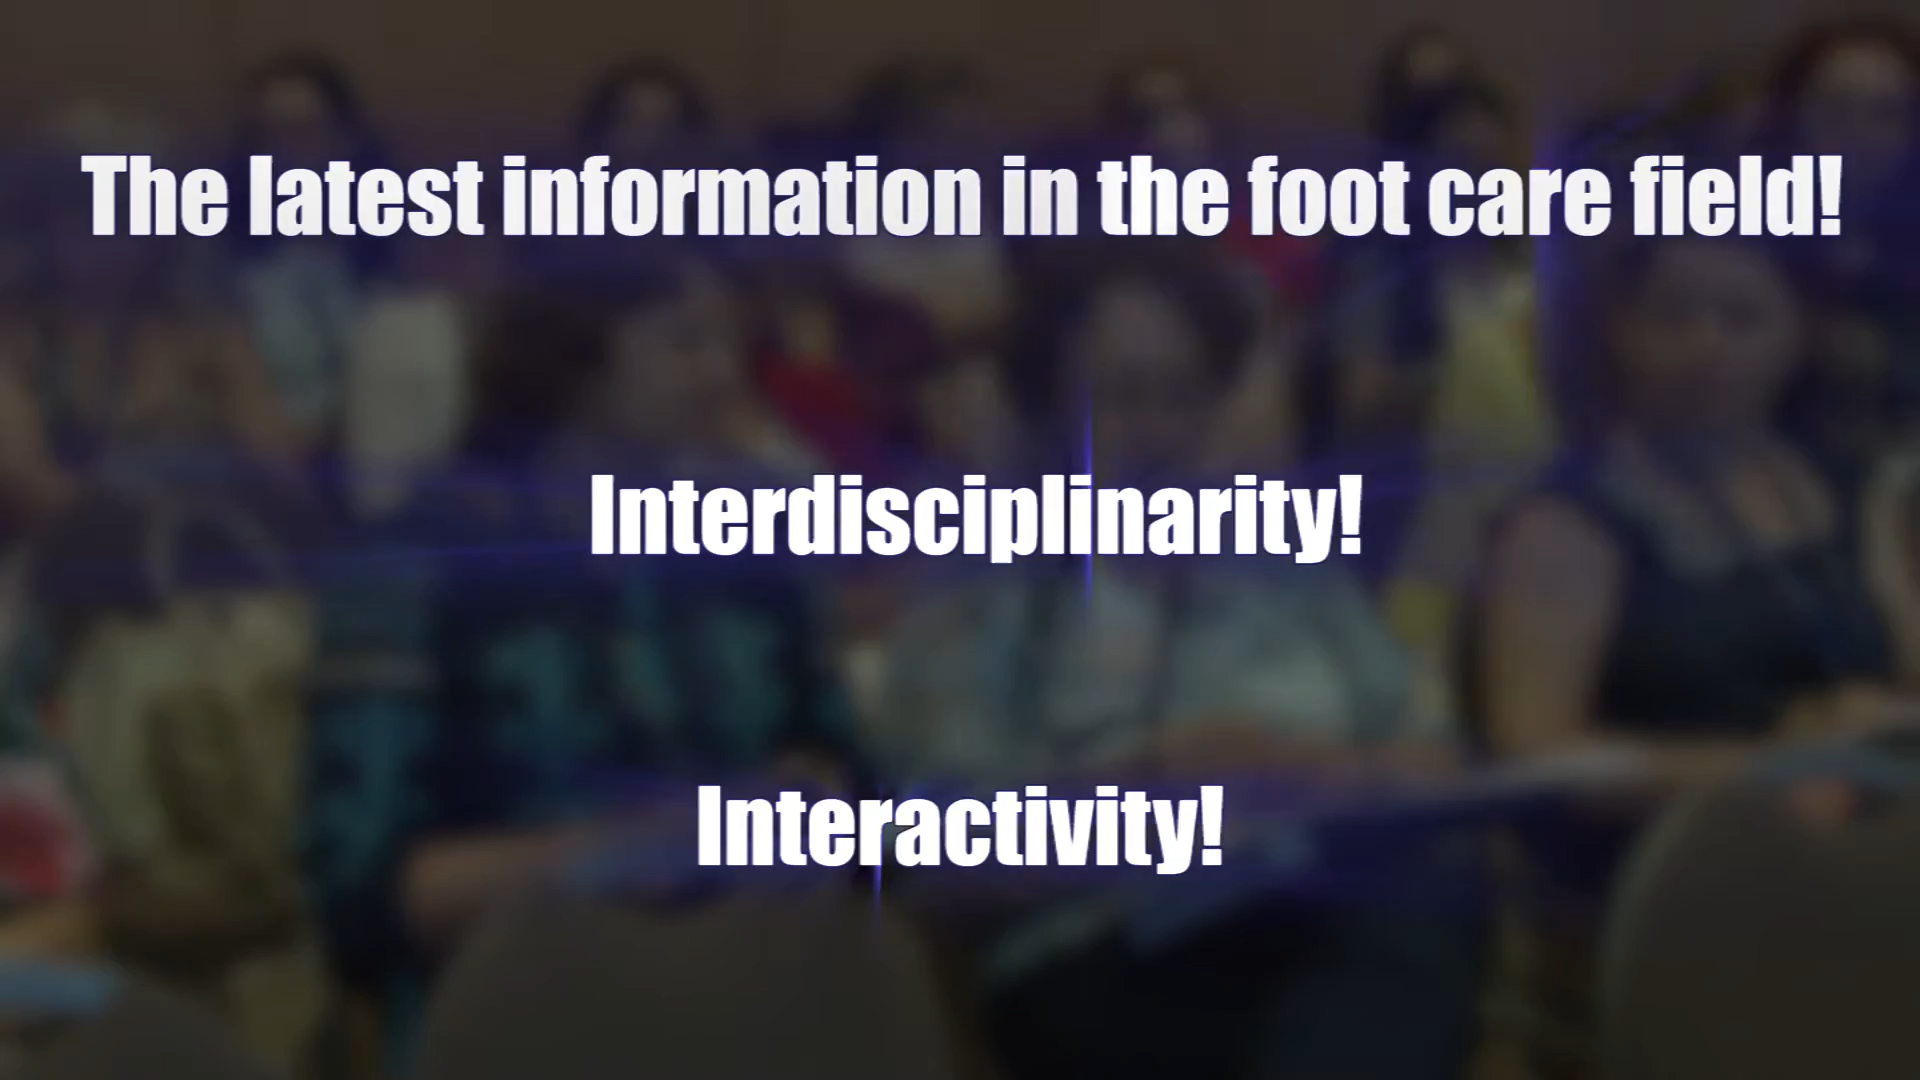 The latest information in the foot care field!
Interdisciplinarity!
Interactivity!